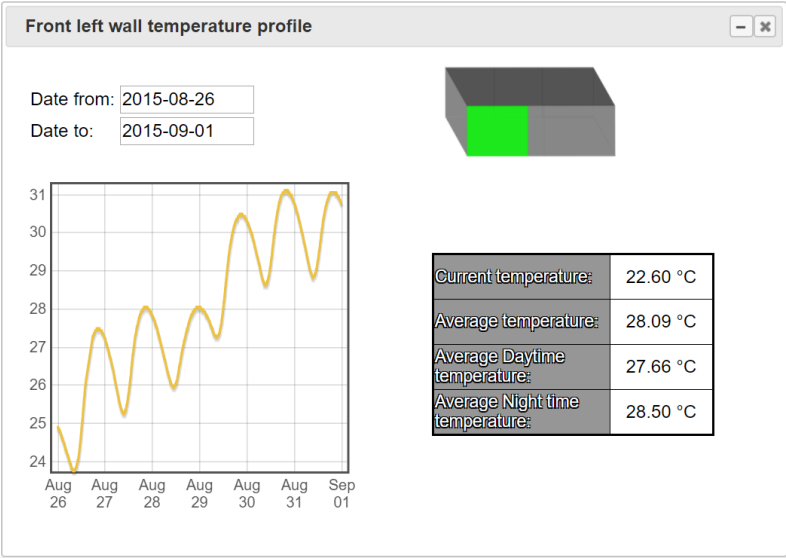 Front left wall temperature profile
Date from: 2015-08-26
Date to: 2015-09-01
31
30
29
28
27
26
25
24
Aug Aug Aug Aug Aug Aug Sep
26 27 28 29 30 31 01
Current temperature: 22.60 °C
Average temperature: 28.09 °C
Average Daytime
temperature: 27.66 °C
Average Night time
temperature: 28.50 °C